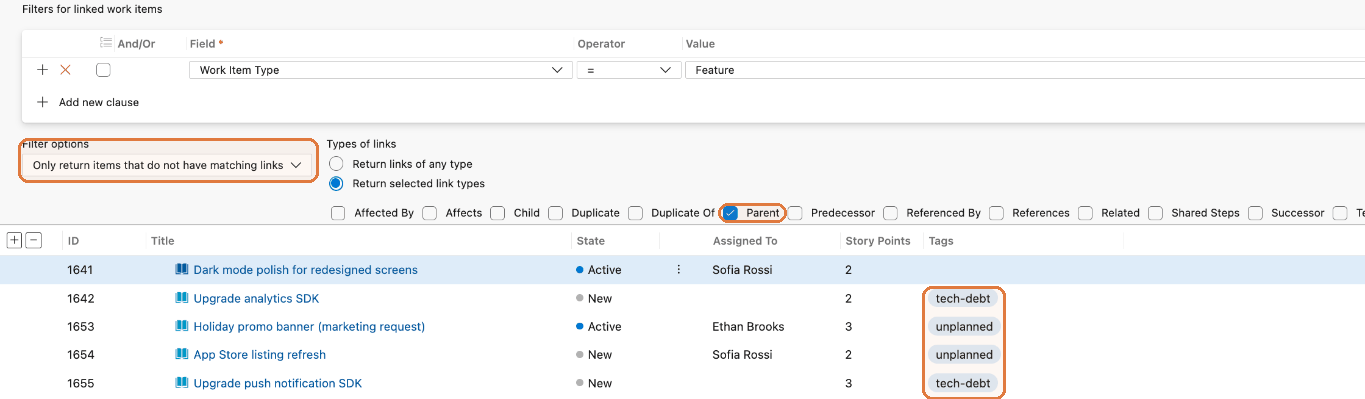 Filters for linked work items
And/Or Field * Operator Value
Work Item Type = Feature
Add new clause
Filter options Types of links
Only return items that do not have matching links Return links of any type
Return selected link types
Affected By Affects Child Duplicate Duplicate Of Parent Predecessor Referenced By References Related Shared Steps Successor
ID Title State Assigned To Story Points Tags
1641 Dark mode polish for redesigned screens Active Sofia Rossi 2
1642 Upgrade analytics SDK New 2 tech-debt
1653 Holiday promo banner (marketing request) Active Ethan Brooks 3 unplanned
1654 App Store listing refresh New Sofia Rossi 2 unplanned
1655 Upgrade push notification SDK New 3 tech-debt